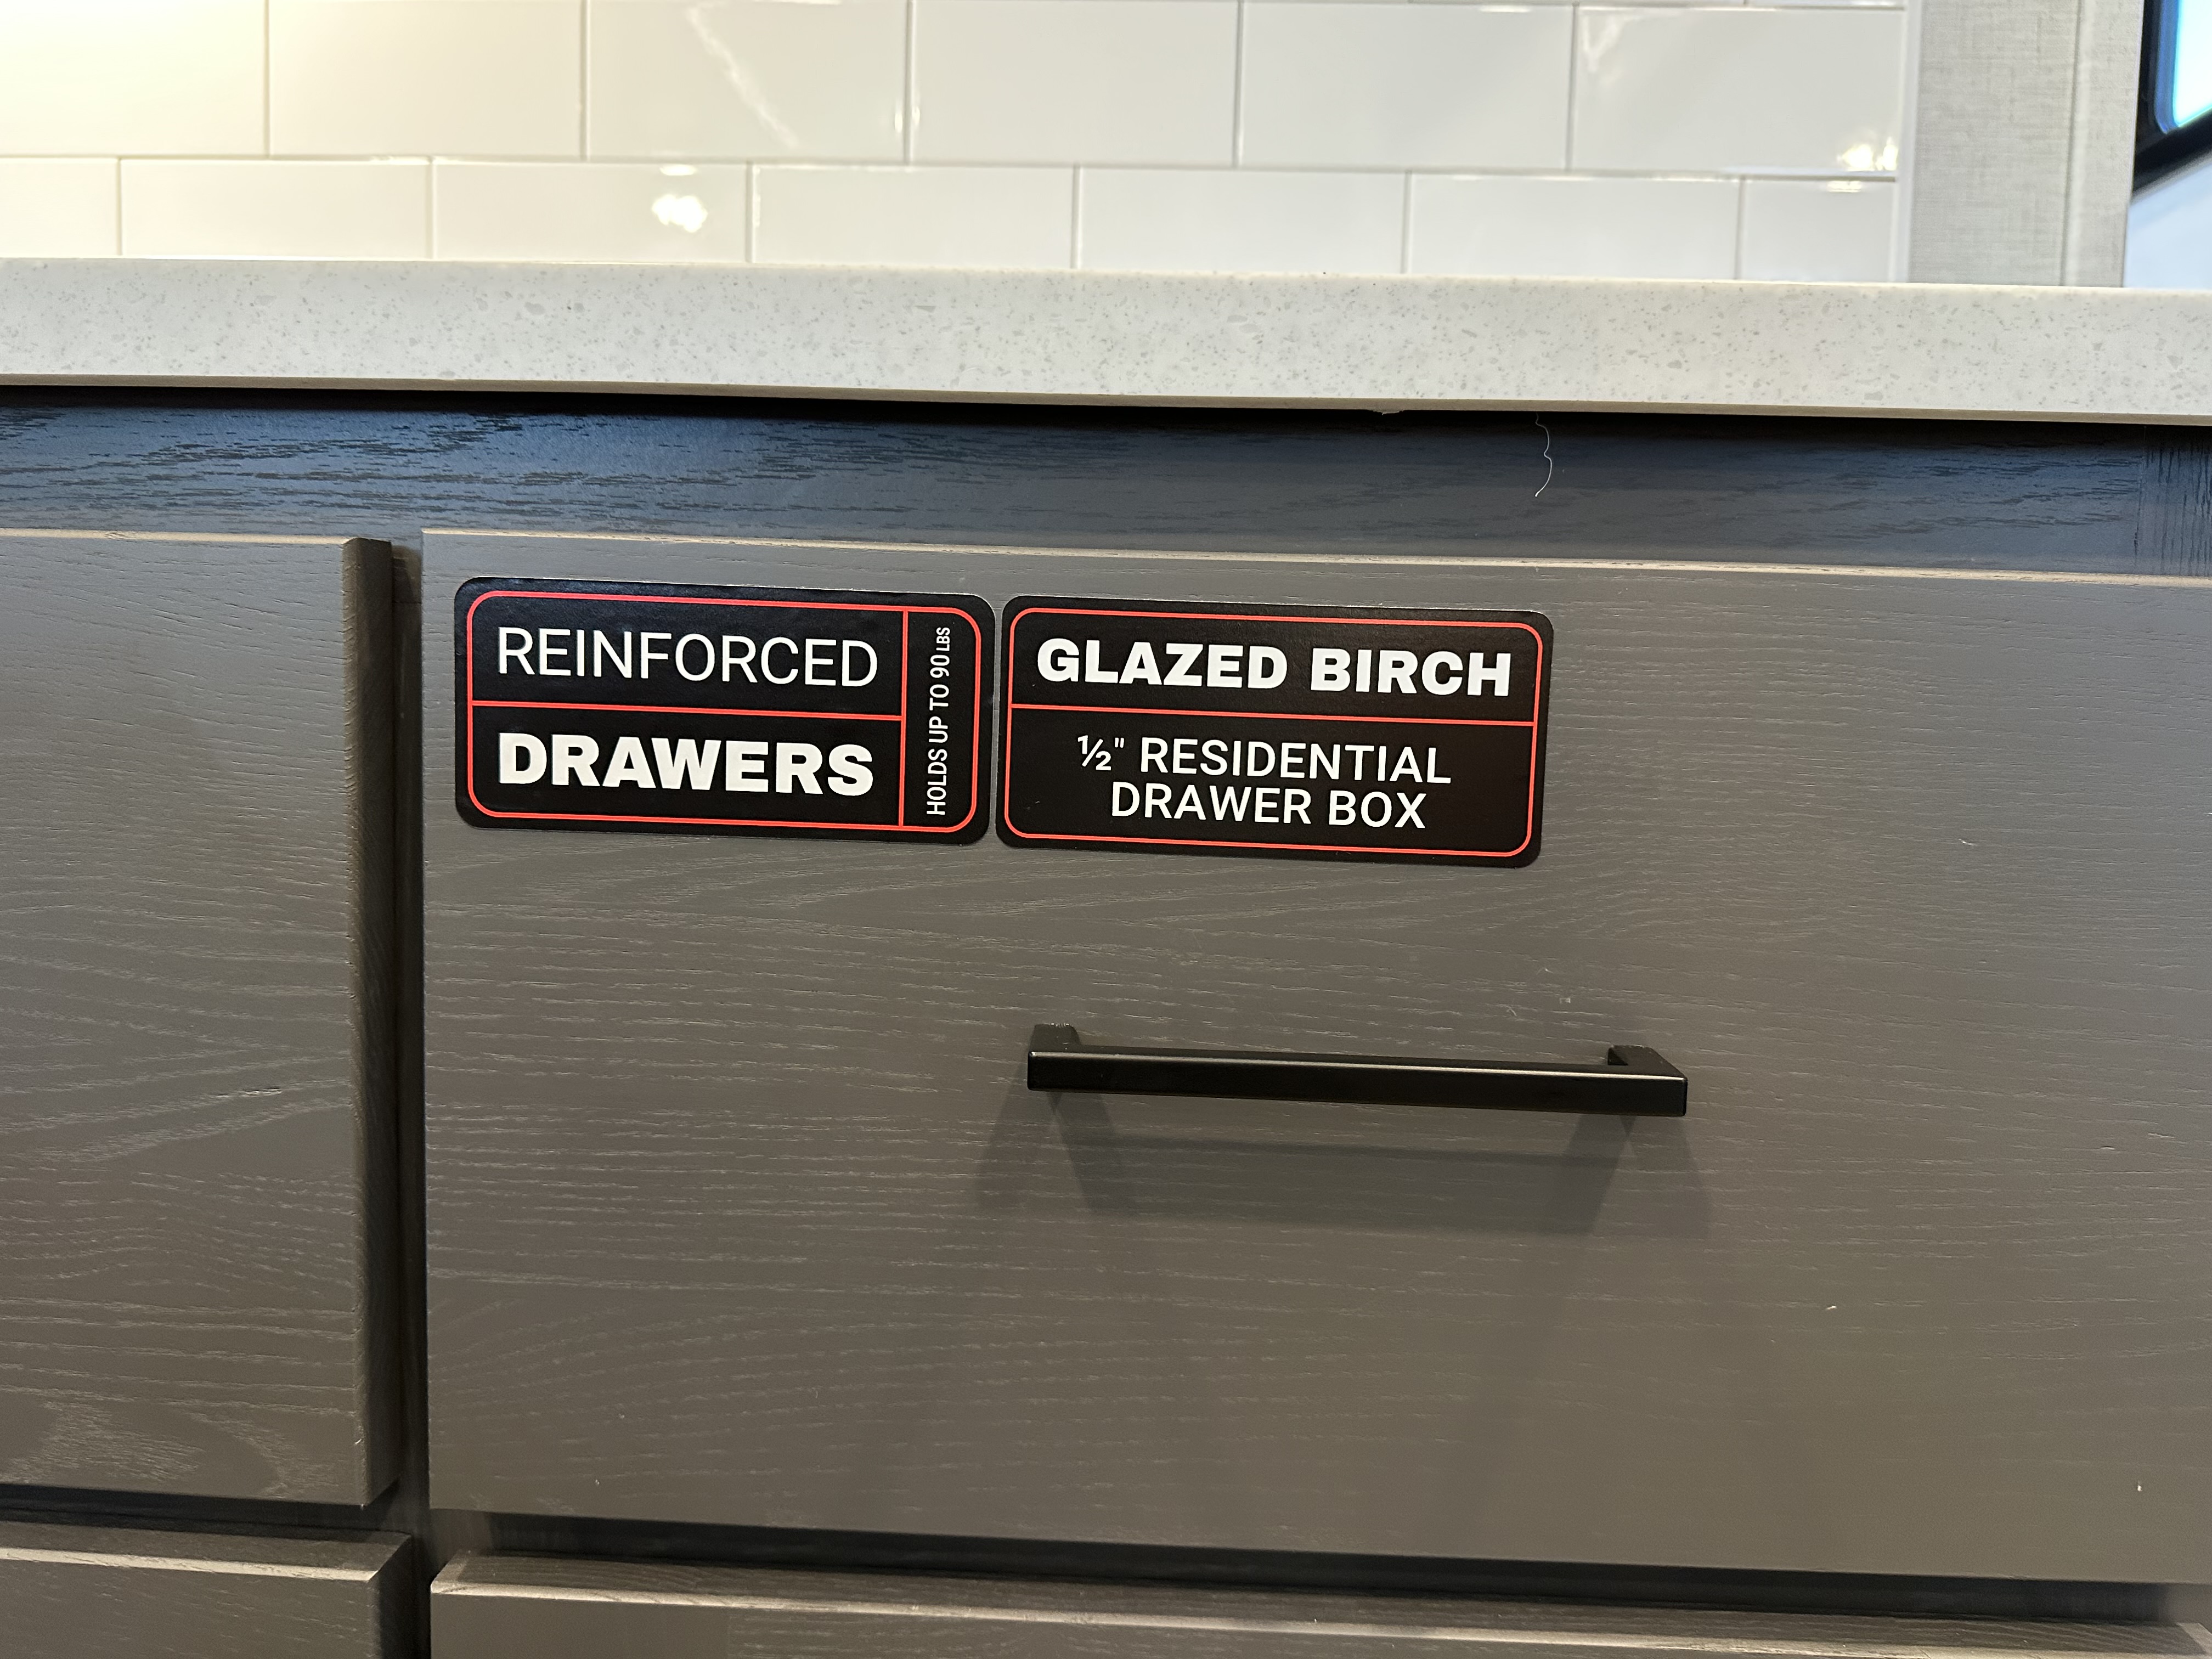 REINFORCED
DRAWERS
HOLDS UP TO 90 LBS
GLAZED BIRCH
½" RESIDENTIAL
DRAWER BOX